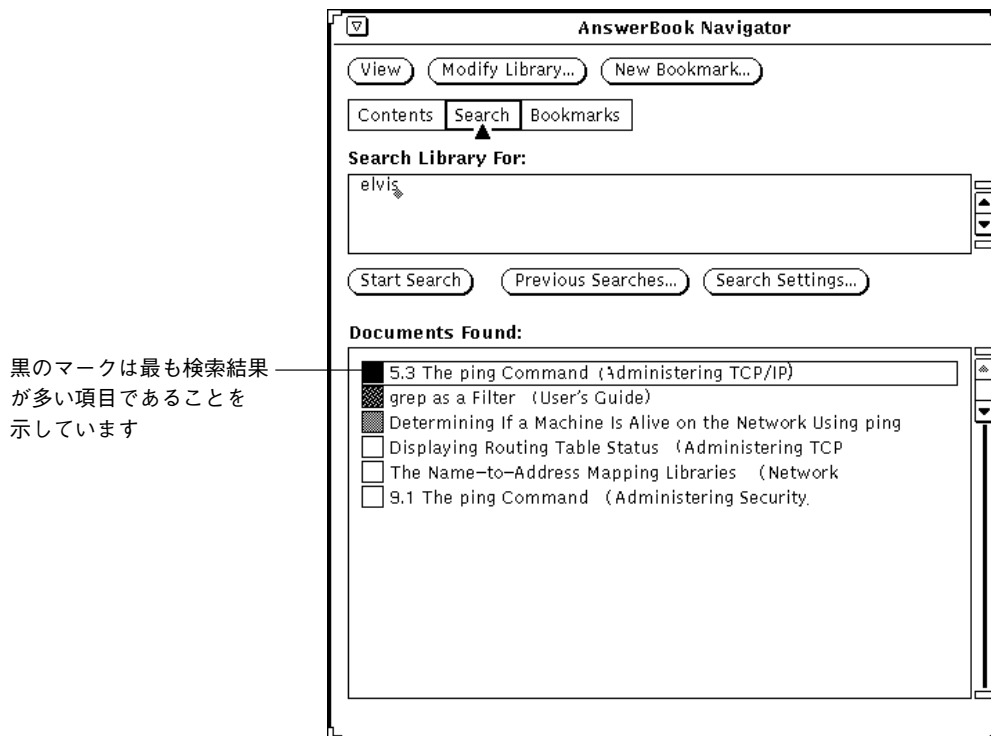 AnswerBook Navigator
View Modify Library... New Bookmark...
Contents Search Bookmarks
Search Library For:
elvis
Start Search Previous Searches... Search Settings...
Documents Found:
黒のマークは最も検索結果
が多い項目であることを
示しています
5.3 The ping Command (Administering TCP/IP)
grep as a Filter (User's Guide)
Determining If a Machine Is Alive on the Network Using ping
Displaying Routing Table Status (Administering TCP
The Name-to-Address Mapping Libraries (Network
9.1 The ping Command (Administering Security.